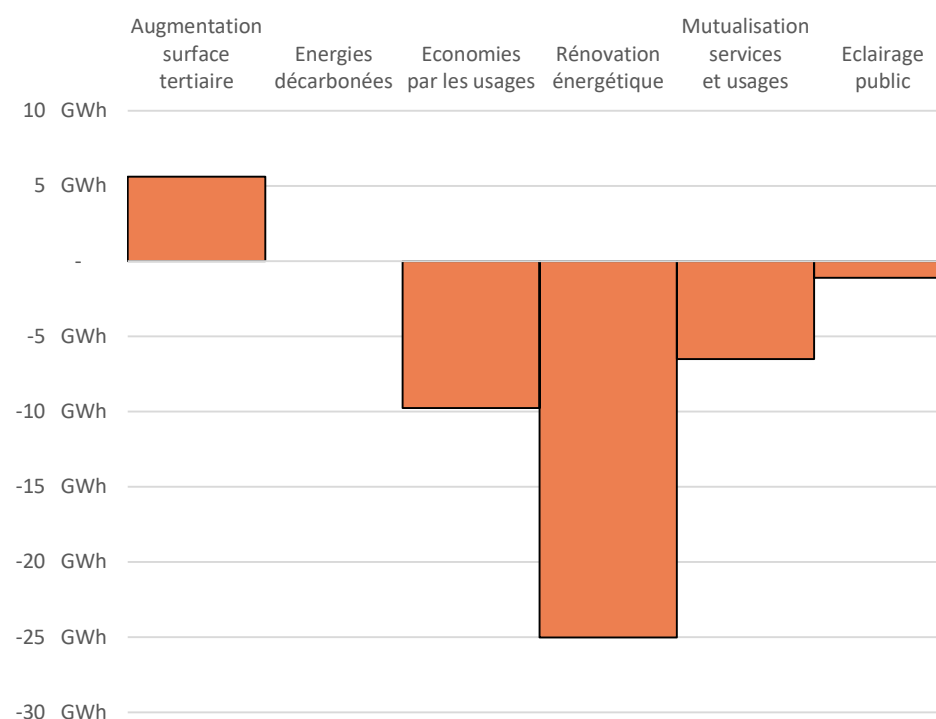 Augmentation
surface
tertiaire
Energies
décarbonées
Economies
par les usages
Rénovation
énergétique
Mutualisation
services
et usages
Eclairage
public
10 GWh
5 GWh
-
-5 GWh
-10 GWh
-15 GWh
-20 GWh
-25 GWh
-30 GWh